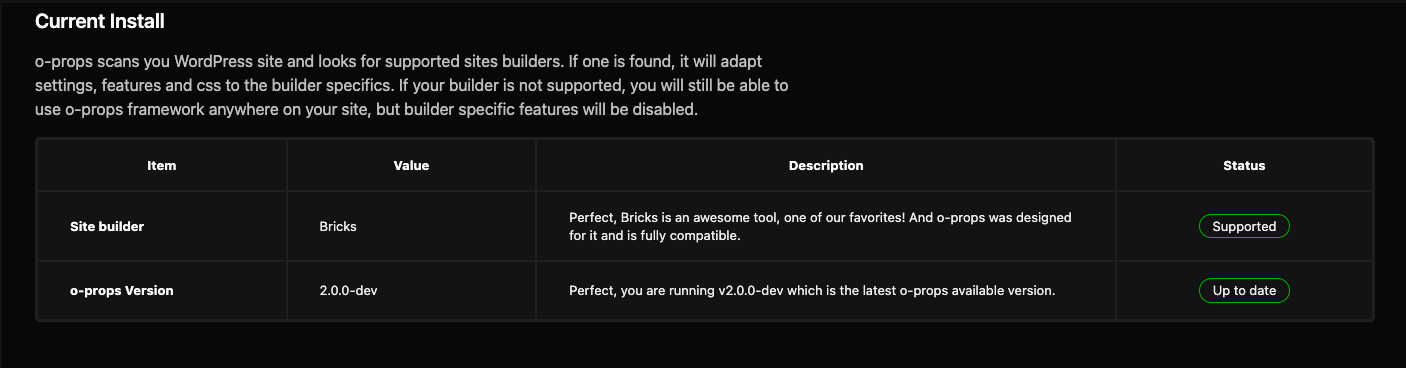 Current Install
o-props scans you WordPress site and looks for supported sites builders. If one is found, it will adapt
settings, features and css to the builder specifics. If your builder is not supported, you will still be able to
use o-props framework anywhere on your site, but builder specific features will be disabled.
Item Value Description Status
Site builder Bricks Perfect, Bricks is an awesome tool, one of our favorites! And o-props was designed
for it and is fully compatible. Supported
o-props Version 2.0.0-dev Perfect, you are running v2.0.0-dev which is the latest o-props available version. Up to date